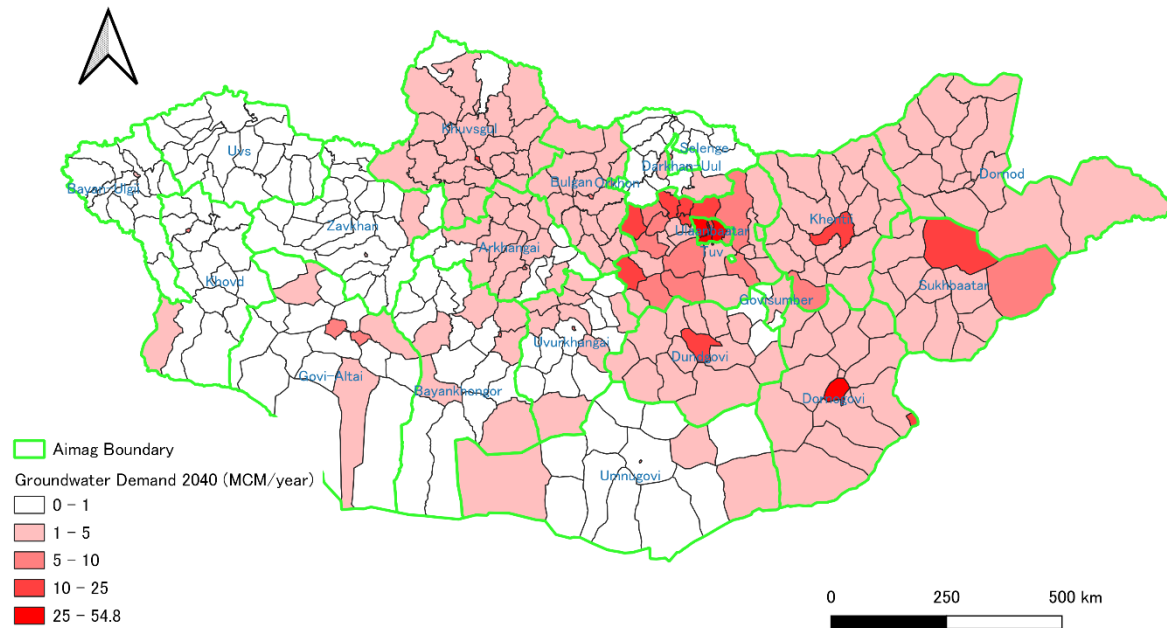 Khuvsgul
Uvs
Selenge
Darkhan-Uul
Bayan-Ulgii
Bulgan
Orkhon
Dornod
Zavkhan
Khentii
Arkhangai
Ulaanbaatar
Tuv
Khovd
Sukhbaatar
Govisumber
Uvurkhangai
Dundgovi
Govi-Altai
Bayankhongor
Dornogovi
Umnugovi
Aimag Boundary
Groundwater Demand 2040 (MCM/year)
0 - 1
1 - 5
5 - 10
10 - 25
25 - 54.8
0 250 500 km